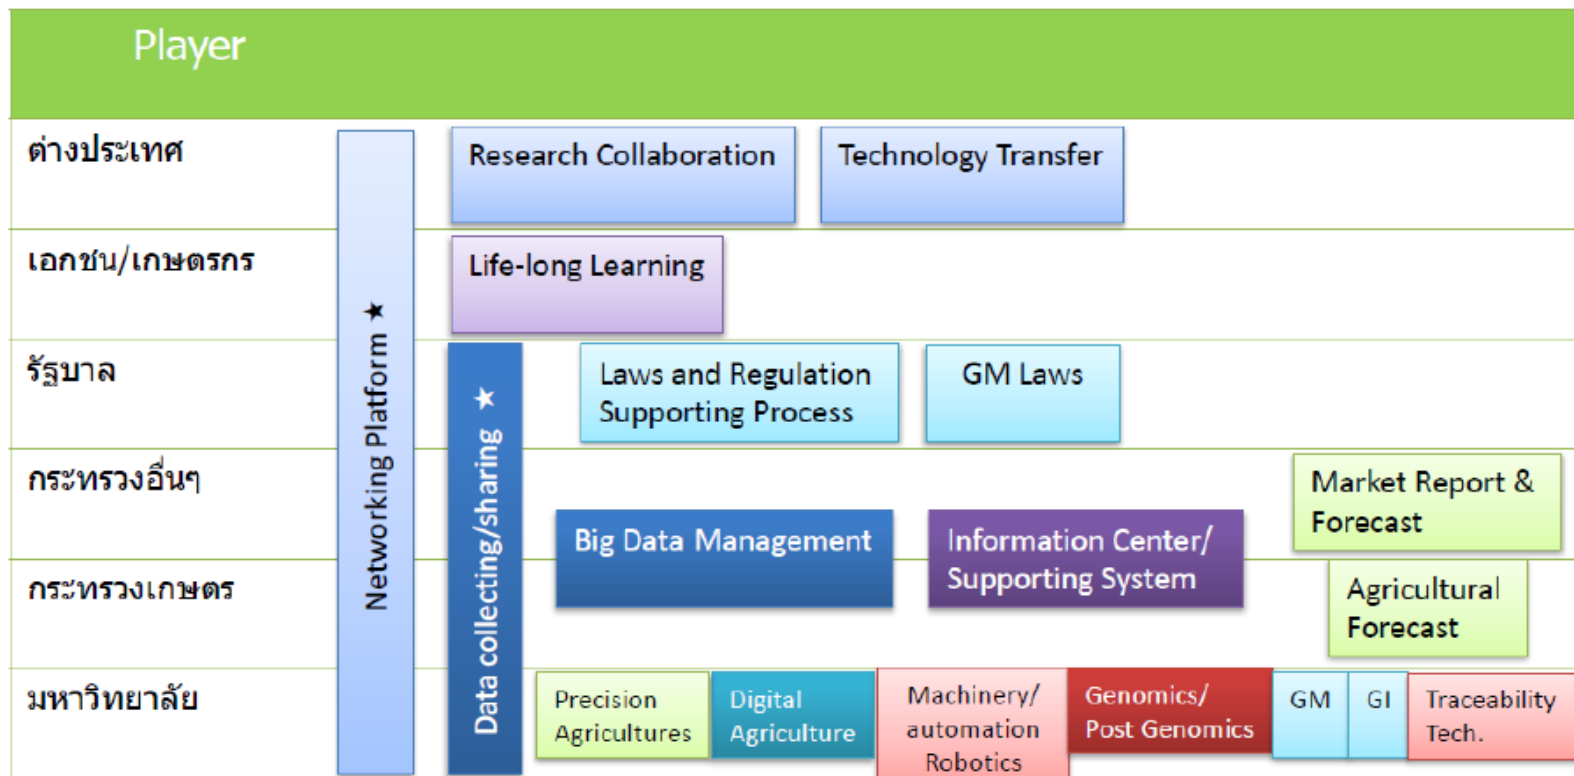 Player
ต่างประเทศ
Research Collaboration
Technology Transfer
เอกชน/เกษตรกร
Life-long Learning
Networking Platform ★
รัฐบาล
Laws and Regulation
Supporting Process
GM Laws
Data collecting/sharing ★
กระทรวงอื่นๆ
Market Report &
Forecast
Big Data Management
Information Center/
Supporting System
กระทรวงเกษตร
Agricultural
Forecast
มหาวิทยาลัย
Precision
Agricultures
Digital
Agriculture
Machinery/
automation
Robotics
Genomics/
Post Genomics
GM
GI
Traceability
Tech.